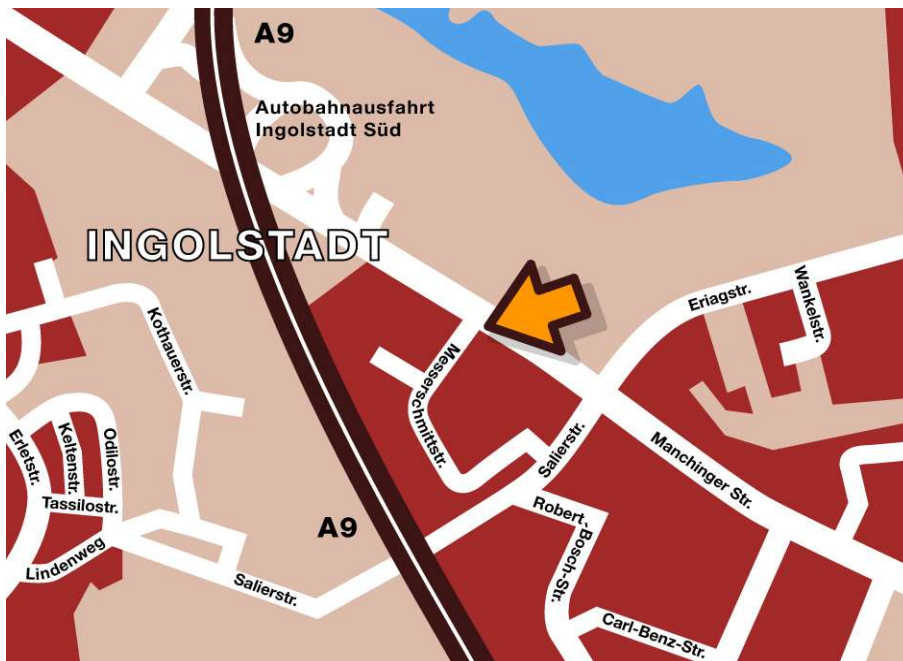 A9
Autobahnausfahrt
Ingolstadt Süd
INGOLSTADT
Eriagstr.
Wankelstr.
Kothauerstr.
Messerschmittstr.
Erletstr.
Keltenstr.
Odilostr.
Tassilostr.
Lindenweg
Salierstr.
Manchinger Str.
A9
Robert-Bosch-Str.
Salierstr.
Carl-Benz-Str.